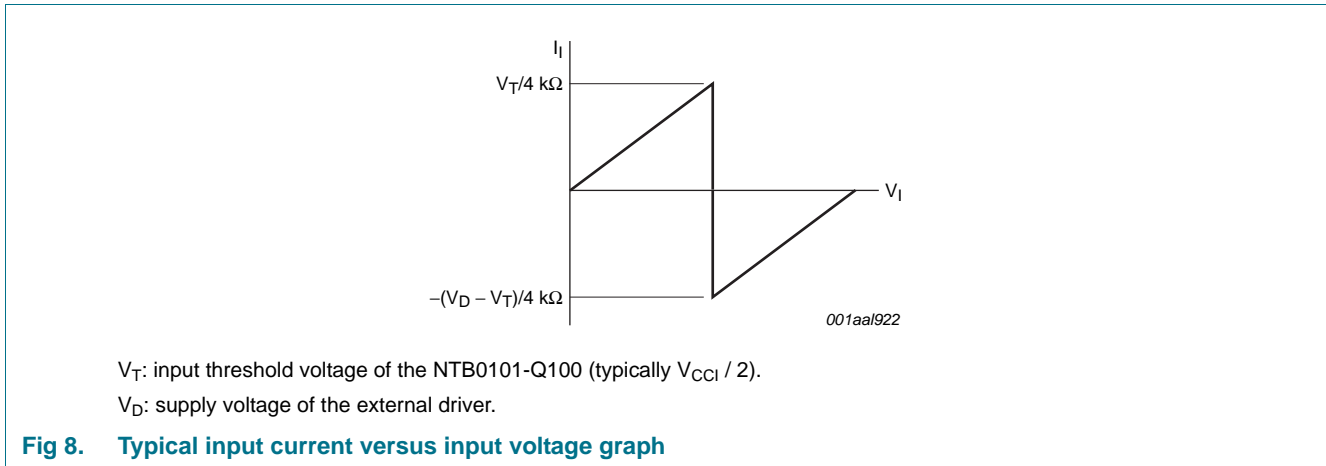 I_I
V_T/4 kΩ
V_I
−(V_D − V_T)/4 kΩ
001aal922
V_T: input threshold voltage of the NTB0101-Q100 (typically V_CCI / 2).
V_D: supply voltage of the external driver.
Fig 8. Typical input current versus input voltage graph